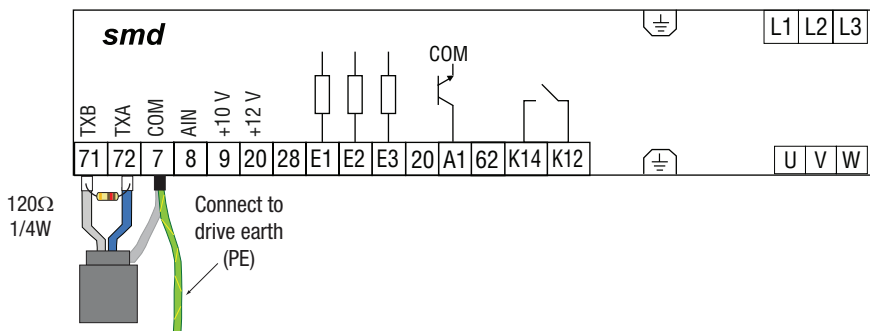 smd
L1 L2 L3
COM
TXB
TXA
COM
AIN
+10 V
+12 V
71 72 7 8 9 20 28 E1 E2 E3 20 A1 62 K14 K12
U V W
120Ω
1/4W
Connect to
drive earth
(PE)